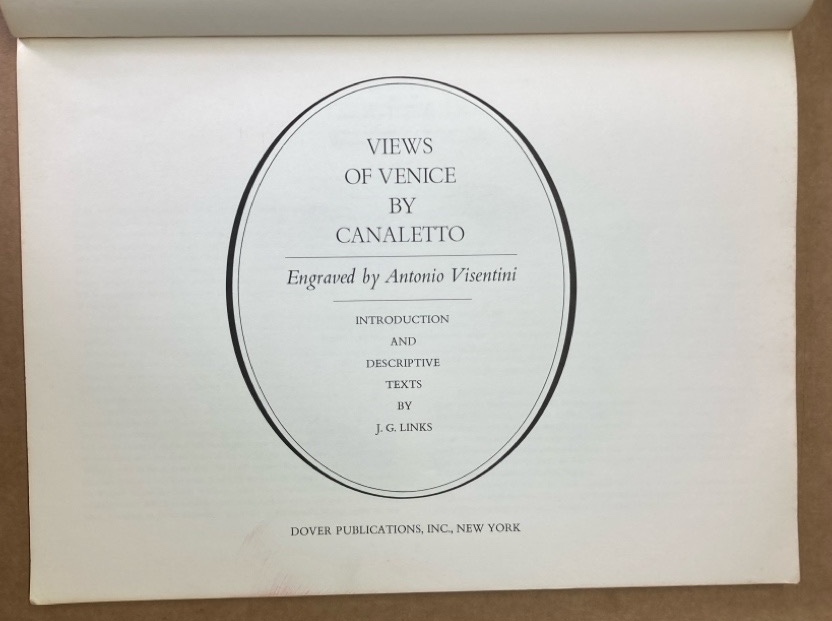 VIEWS
OF VENICE
BY
CANALETTO
Engraved by Antonio Visentini
INTRODUCTION
AND
DESCRIPTIVE
TEXTS
BY
J. G. LINKS
DOVER PUBLICATIONS, INC., NEW YORK